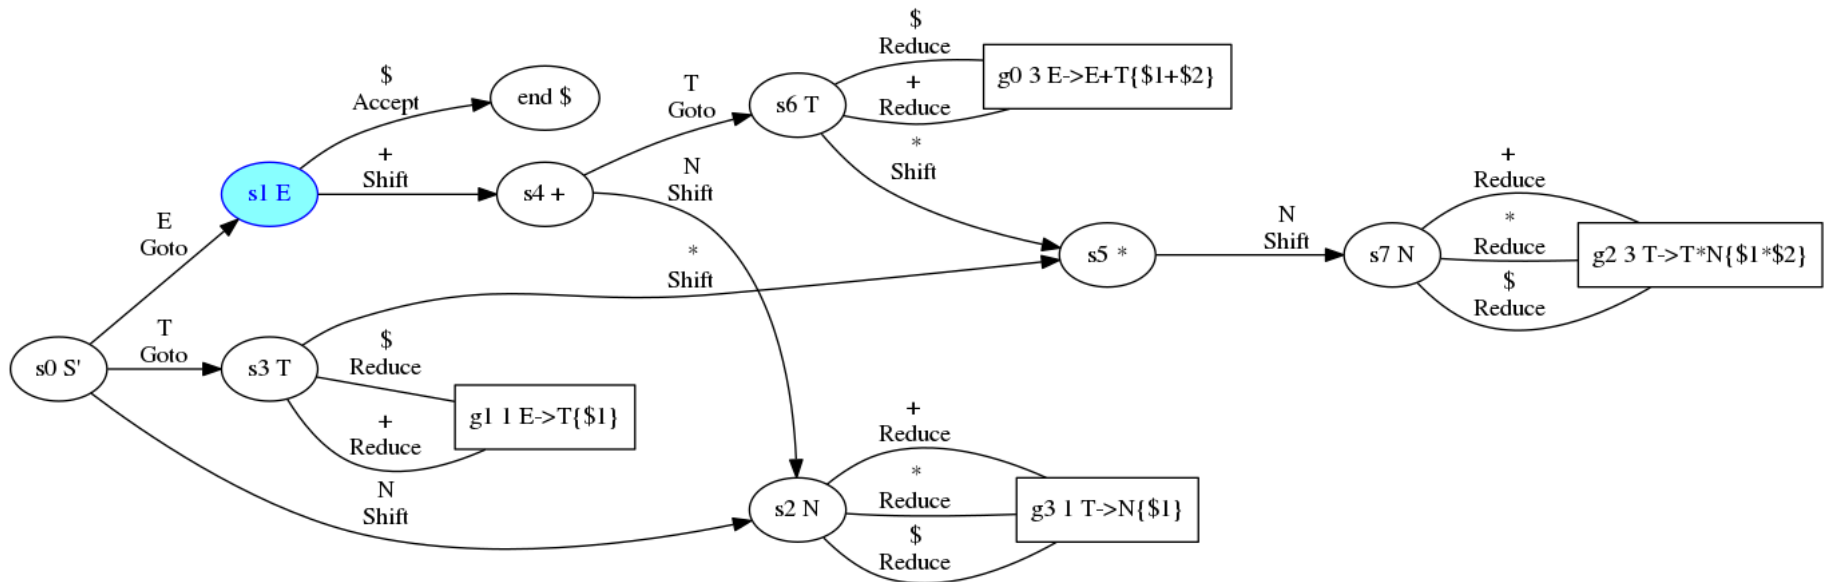 $
Reduce
g0 3 E->E+T{$1+$2}
+
Reduce
s6 T
$
Accept
end $
T
Goto
*
Shift
+
Shift
s1 E
s4 +
N
Shift
E
Goto
*
Shift
s5 *
N
Shift
s7 N
+
Reduce
*
Reduce
$
Reduce
g2 3 T->T*N{$1*$2}
s0 S'
T
Goto
s3 T
$
Reduce
g1 1 E->T{$1}
+
Reduce
N
Shift
s2 N
+
Reduce
*
Reduce
$
Reduce
g3 1 T->N{$1}